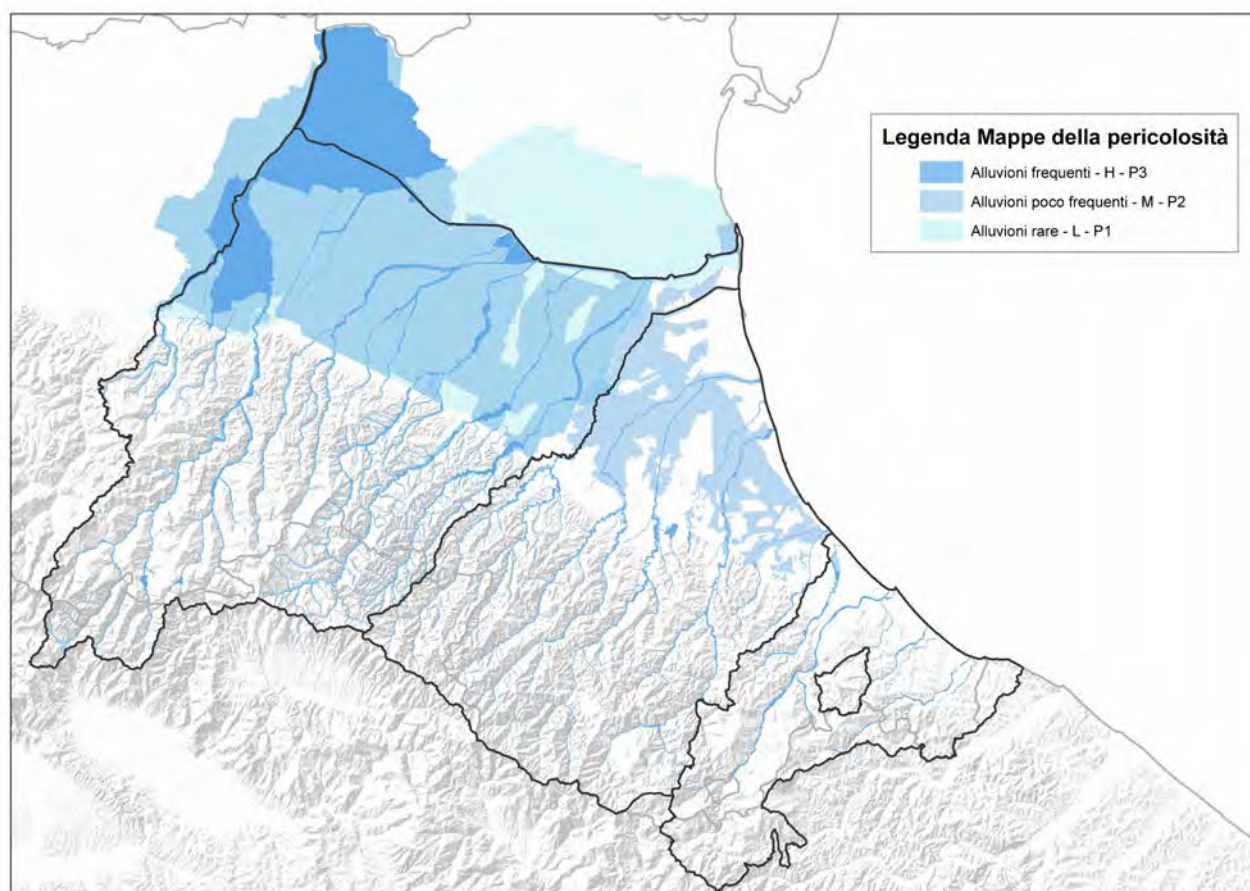 Legenda Mappe della pericolosità
Alluvioni frequenti - H - P3
Alluvioni poco frequenti - M - P2
Alluvioni rare - L - P1